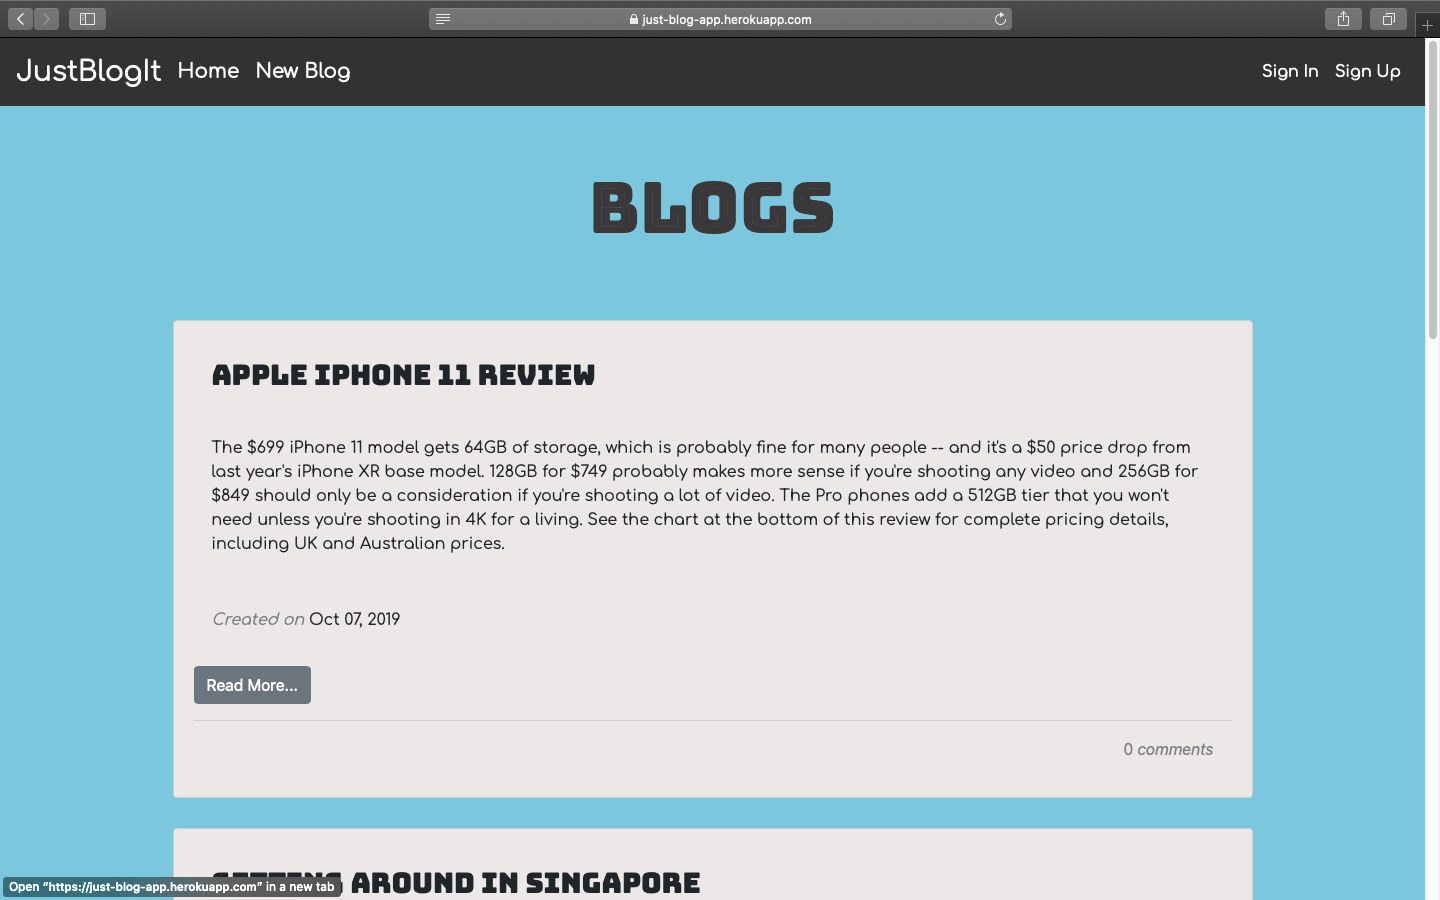 just-blog-app.herokuapp.com
JustBlogIt Home New Blog Sign In Sign Up
BLOGS
APPLE IPHONE 11 REVIEW
The $699 iPhone 11 model gets 64GB of storage, which is probably fine for many people -- and it's a $50 price drop from
last year's iPhone XR base model. 128GB for $749 probably makes more sense if you're shooting any video and 256GB for
$849 should only be a consideration if you're shooting a lot of video. The Pro phones add a 512GB tier that you won't
need unless you're shooting in 4K for a living. See the chart at the bottom of this review for complete pricing details,
including UK and Australian prices.
Created on Oct 07, 2019
Read More...
0 comments
GETTING AROUND IN SINGAPORE
Open "https://just-blog-app.herokuapp.com" in a new tab